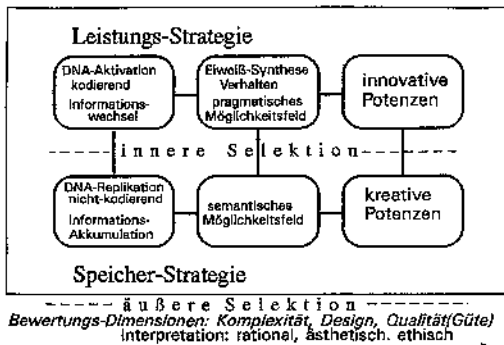 Leistungs-Strategie
DNA-Aktivation
kodierend
Informations-
wechsel
Eiweiß-Synthese
Verhalten
pragmetisches
Möglichkeitsfeld
innovative
Potenzen
innere Selektion
DNA-Replikation
nicht-kodierend
Informations-
Akkumulation
semantisches
Möglichkeitsfeld
kreative
Potenzen
Speicher-Strategie
äußere Selektion
Bewertungs-Dimensionen: Komplexität, Design, Qualität(Güte)
Interpretation: rational, ästhetisch. ethisch